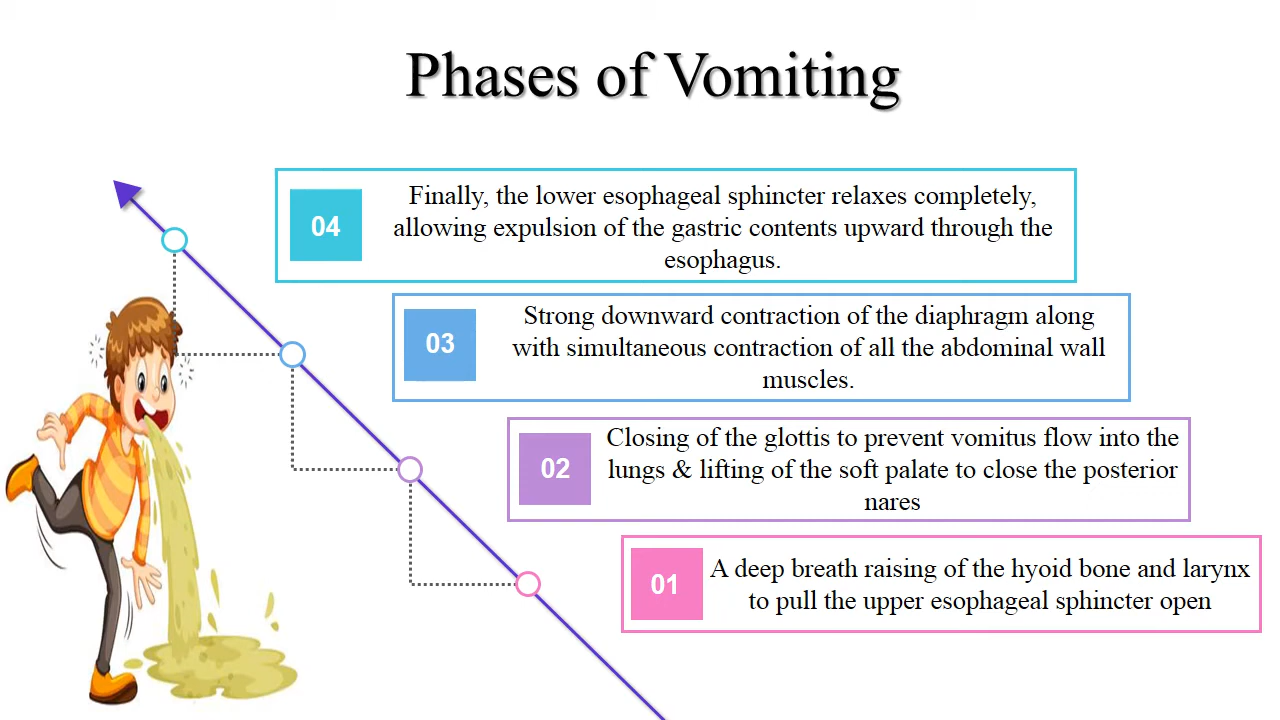 Phases of Vomiting
04
Finally, the lower esophageal sphincter relaxes completely,
allowing expulsion of the gastric contents upward through the
esophagus.
03
Strong downward contraction of the diaphragm along
with simultaneous contraction of all the abdominal wall
muscles.
02
Closing of the glottis to prevent vomitus flow into the
lungs & lifting of the soft palate to close the posterior
nares
01
A deep breath raising of the hyoid bone and larynx
to pull the upper esophageal sphincter open